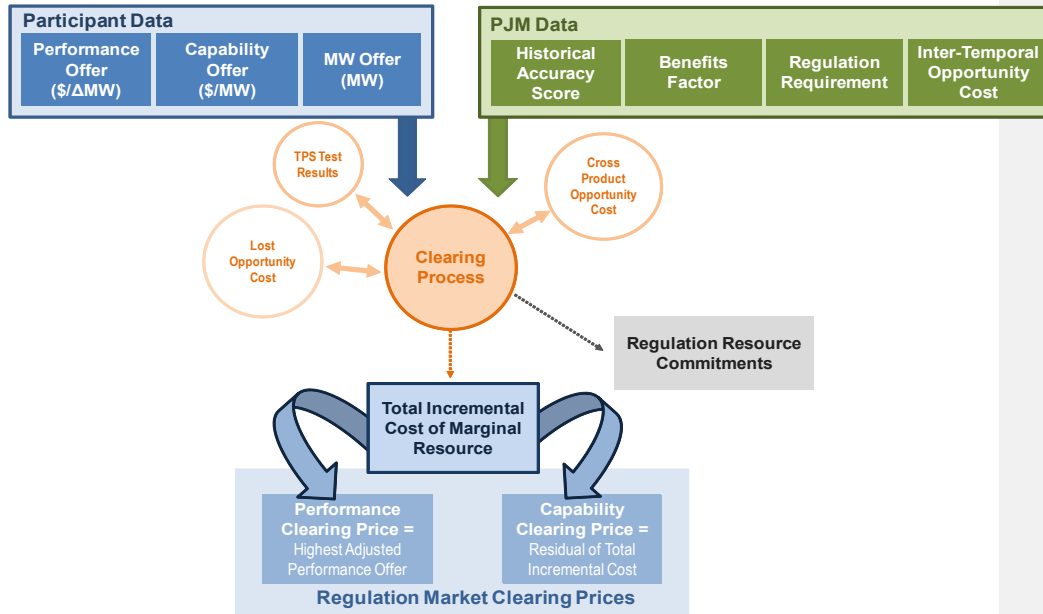 Participant Data
Performance
Offer
($/ΔMW)
Capability
Offer
($/MW)
MW Offer
(MW)
PJM Data
Historical
Accuracy
Score
Benefits
Factor
Regulation
Requirement
Inter-Temporal
Opportunity
Cost
TPS Test
Results
Cross
Product
Opportunity
Cost
Lost
Opportunity
Cost
Clearing
Process
Regulation Resource
Commitments
Total Incremental
Cost of Marginal
Resource
Performance
Clearing Price =
Highest Adjusted
Performance Offer
Capability
Clearing Price =
Residual of Total
Incremental Cost
Regulation Market Clearing Prices